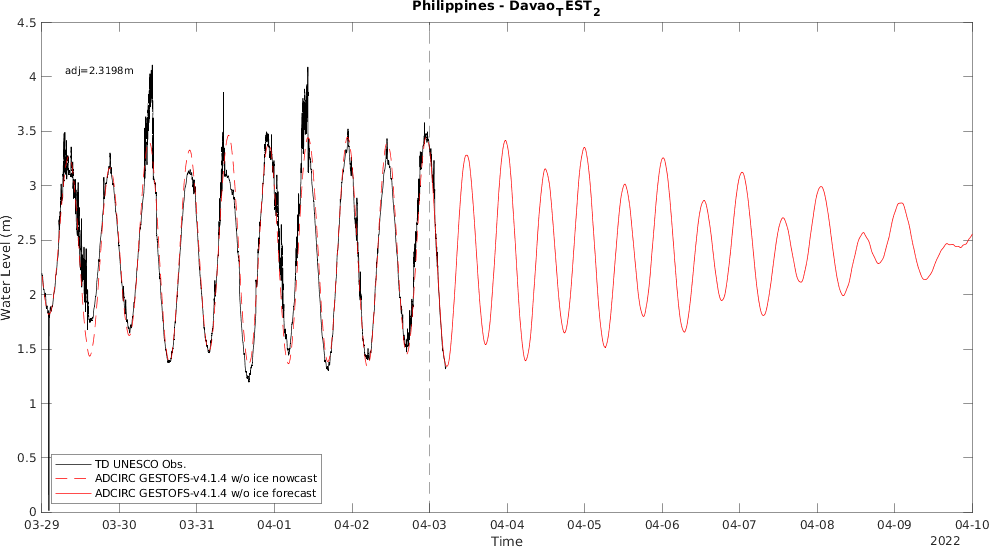 Philippines - Davao_TEST_2
4.5
4
3.5
3
2.5
2
1.5
1
0.5
0
Water Level (m)
adj=2.3198m
TD UNESCO Obs.
ADCIRC GESTOFS-v4.1.4 w/o ice nowcast
ADCIRC GESTOFS-v4.1.4 w/o ice forecast
03-29 03-30 03-31 04-01 04-02 04-03 04-04 04-05 04-06 04-07 04-08 04-09 04-10
Time
2022